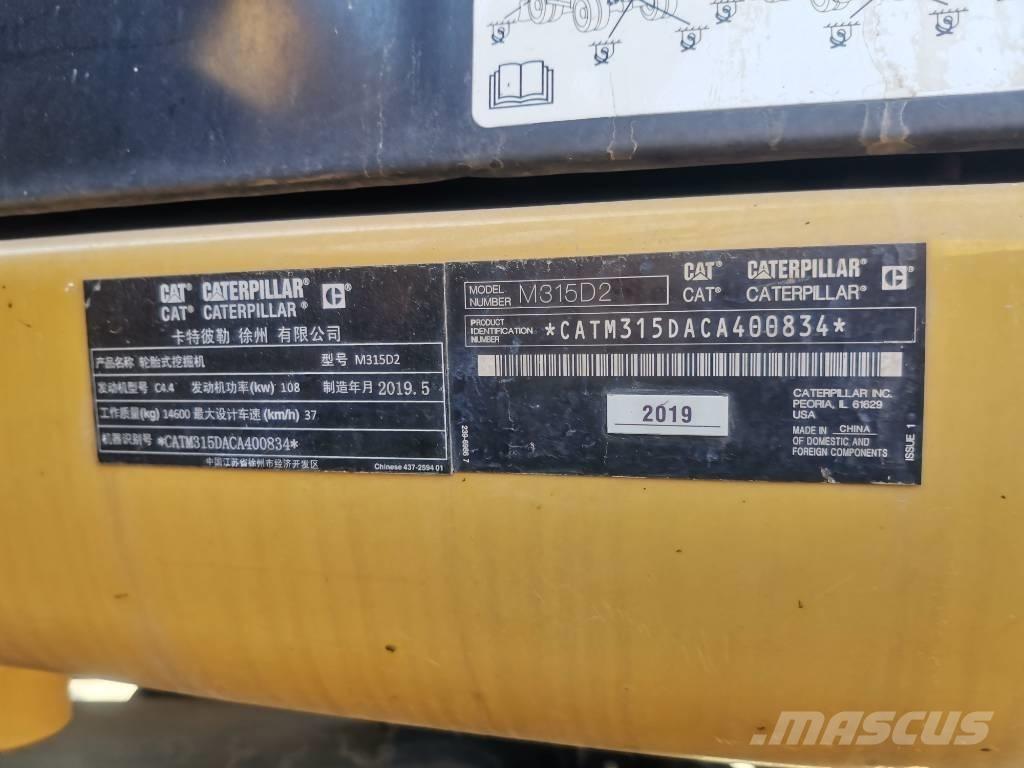 CAT CATERPILLAR
CAT® CATERPILLAR®
卡特彼勒 徐州 有限公司
产品名称 轮胎式挖掘机 型号 M315D2
发动机型号 C4.4 发动机功率(kw) 108 制造年月 2019.5
工作质量(kg) 14600 最大设计车速(km/h) 37
机器识别号 *CATM315DACA400834*
中国江苏省徐州市经济开发区
Chinese 437-2594 01
MODEL NUMBER M315D2
CAT® CATERPILLAR®
CAT® CATERPILLAR®
PRODUCT IDENTIFICATION NUMBER *CATM315DACA400834*
2019
CATERPILLAR INC.
PEORIA, IL 61629
USA
MADE IN CHINA
OF DOMESTIC AND
FOREIGN COMPONENTS
ISSUE 1
MASCUS